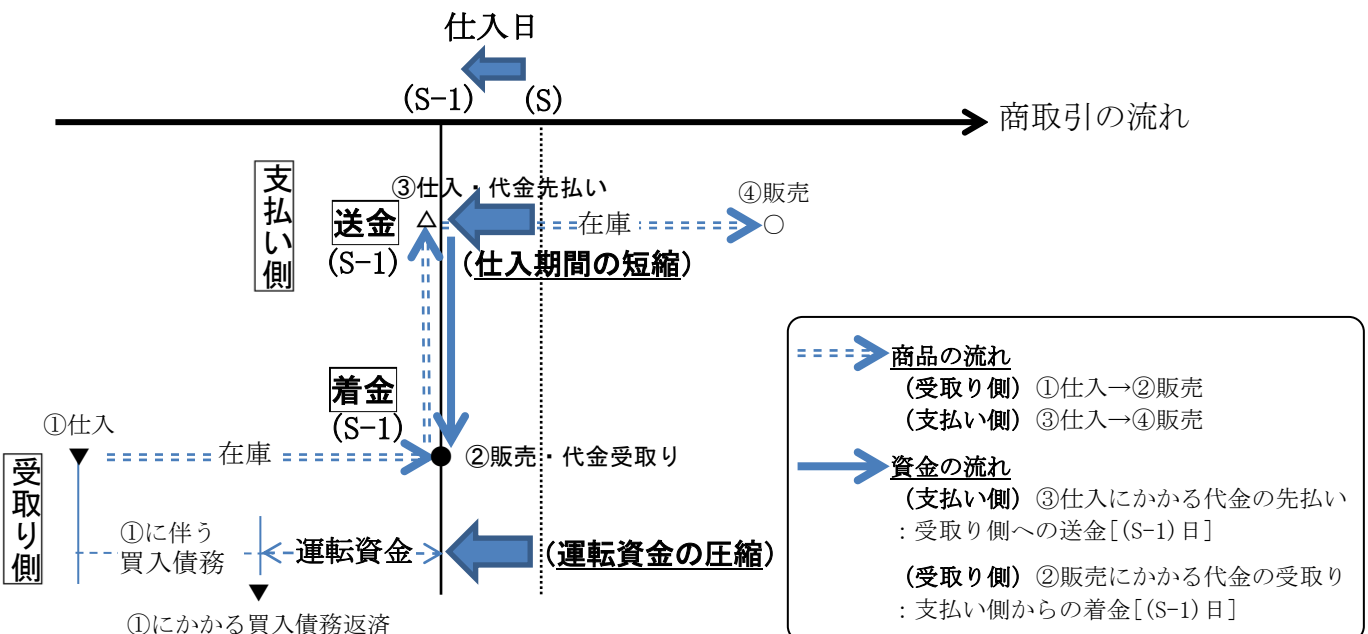 仕入日
(S-1)
(S)
商取引の流れ
支払い側
③仕入・代金先払い
④販売
送金
△
在庫
○
(S-1)
(仕入期間の短縮)
着金
(S-1)
①仕入
▼
在庫
●
②販売・代金受取り
受取り側
①に伴う
買入債務
運転資金
(運転資金の圧縮)
▼
①にかかる買入債務返済
商品の流れ
(受取り側) ①仕入→②販売
(支払い側) ③仕入→④販売
資金の流れ
(支払い側) ③仕入にかかる代金の先払い
：受取り側への送金[(S-1)日]
(受取り側) ②販売にかかる代金の受取り
：支払い側からの着金[(S-1)日]